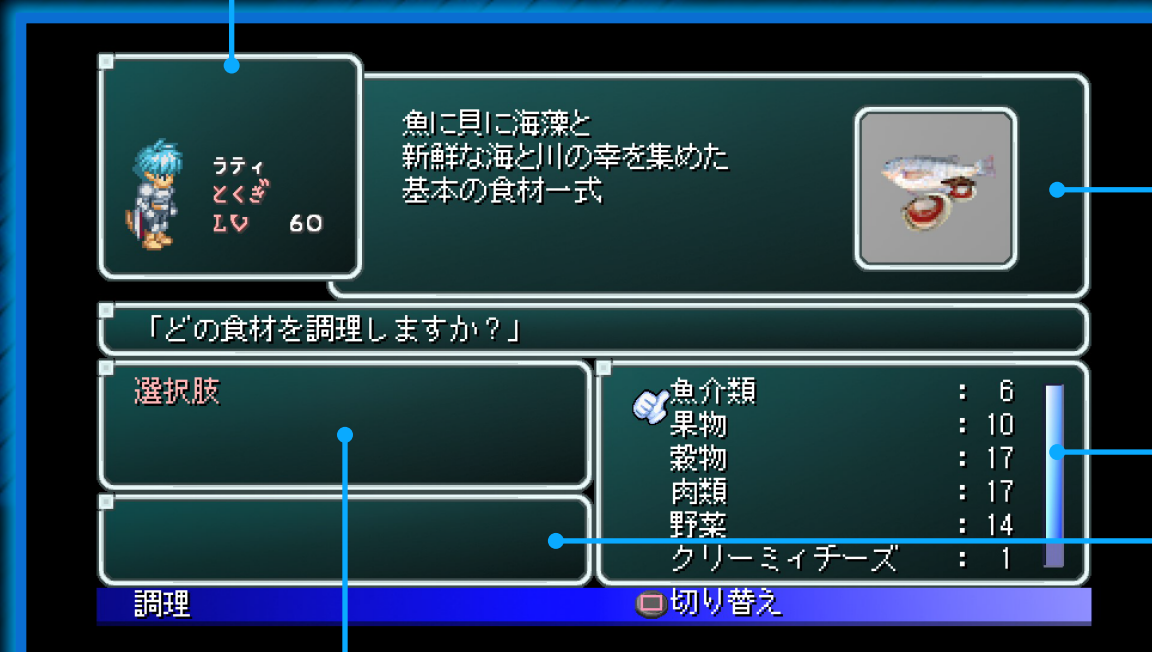 ラティ
とくぎ
LV 60
魚に貝に海藻と
新鮮な海と川の幸を集めた
基本の食材一式
「どの食材を調理しますか？」
選択肢
魚介類 : 6
果物 : 10
穀物 : 17
肉類 : 17
野菜 : 14
クリーミィチーズ : 1
調理
切り替え